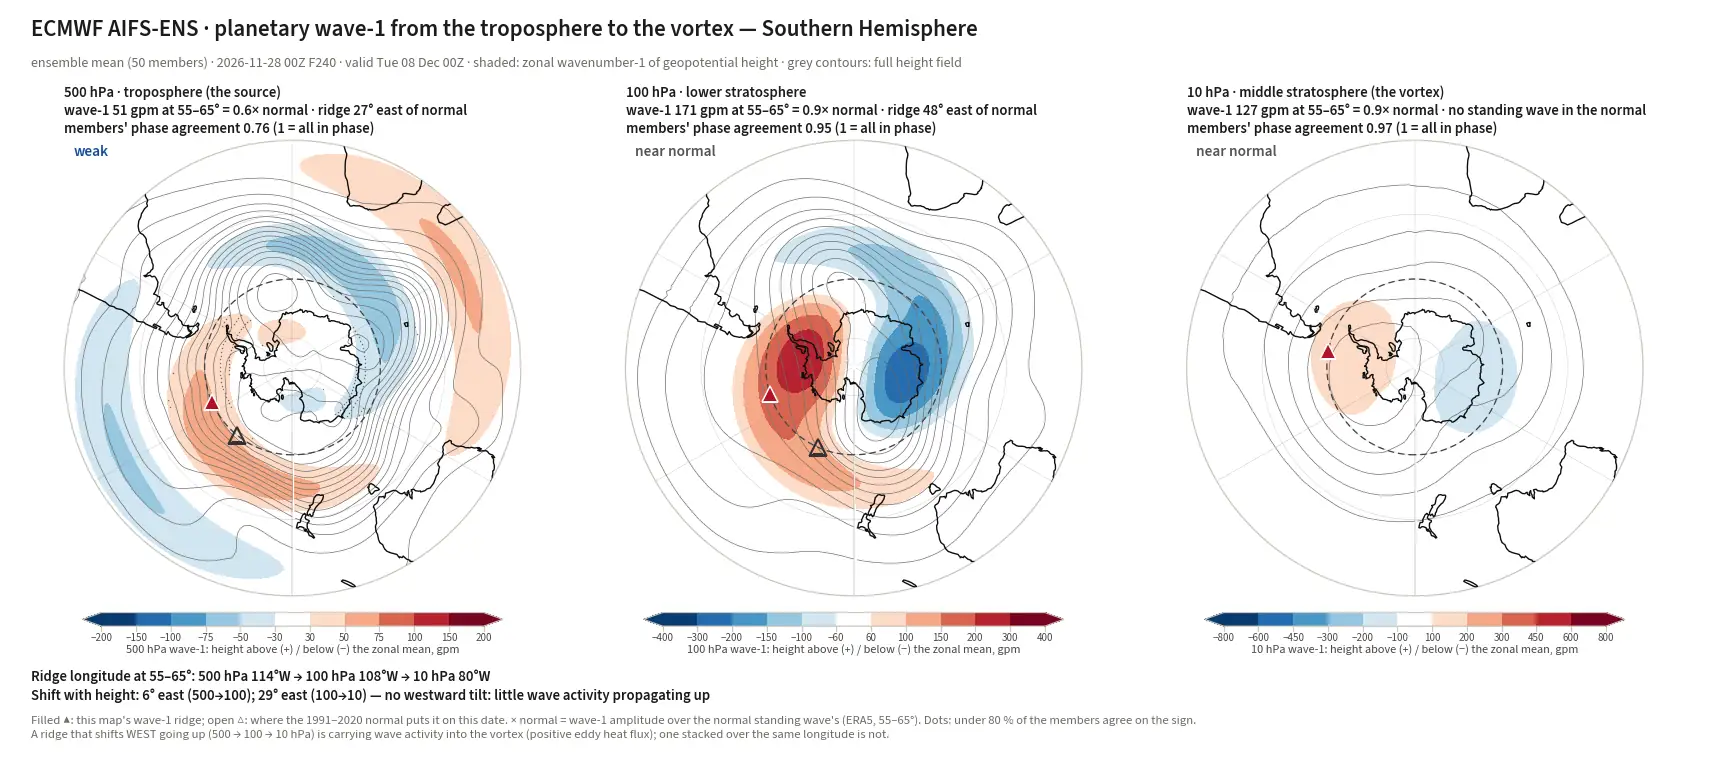 ECMWF AIFS-ENS · planetary wave-1 from the troposphere to the vortex — Southern Hemisphere
ensemble mean (50 members) · 2026-11-28 00Z F240 · valid Tue 08 Dec 00Z · shaded: zonal wavenumber-1 of geopotential height · grey contours: full height field
500 hPa · troposphere (the source)
wave-1 51 gpm at 55–65° = 0.6× normal · ridge 27° east of normal
members' phase agreement 0.76 (1 = all in phase)
weak
100 hPa · lower stratosphere
wave-1 171 gpm at 55–65° = 0.9× normal · ridge 48° east of normal
members' phase agreement 0.95 (1 = all in phase)
near normal
10 hPa · middle stratosphere (the vortex)
wave-1 127 gpm at 55–65° = 0.9× normal · no standing wave in the normal
members' phase agreement 0.97 (1 = all in phase)
near normal
−200 −150 −100 −75 −50 −30 30 50 75 100 150 200
500 hPa wave-1: height above (+) / below (−) the zonal mean, gpm
−400 −300 −200 −150 −100 −60 60 100 150 200 300 400
100 hPa wave-1: height above (+) / below (−) the zonal mean, gpm
−800 −600 −450 −300 −200 −100 100 200 300 450 600 800
10 hPa wave-1: height above (+) / below (−) the zonal mean, gpm
Ridge longitude at 55–65°: 500 hPa 114°W → 100 hPa 108°W → 10 hPa 80°W
Shift with height: 6° east (500→100); 29° east (100→10) — no westward tilt: little wave activity propagating up
Filled ▲: this map's wave-1 ridge; open △: where the 1991–2020 normal puts it on this date. × normal = wave-1 amplitude over the normal standing wave's (ERA5, 55–65°). Dots: under 80 % of the members agree on the sign.
A ridge that shifts WEST going up (500 → 100 → 10 hPa) is carrying wave activity into the vortex (positive eddy heat flux); one stacked over the same longitude is not.